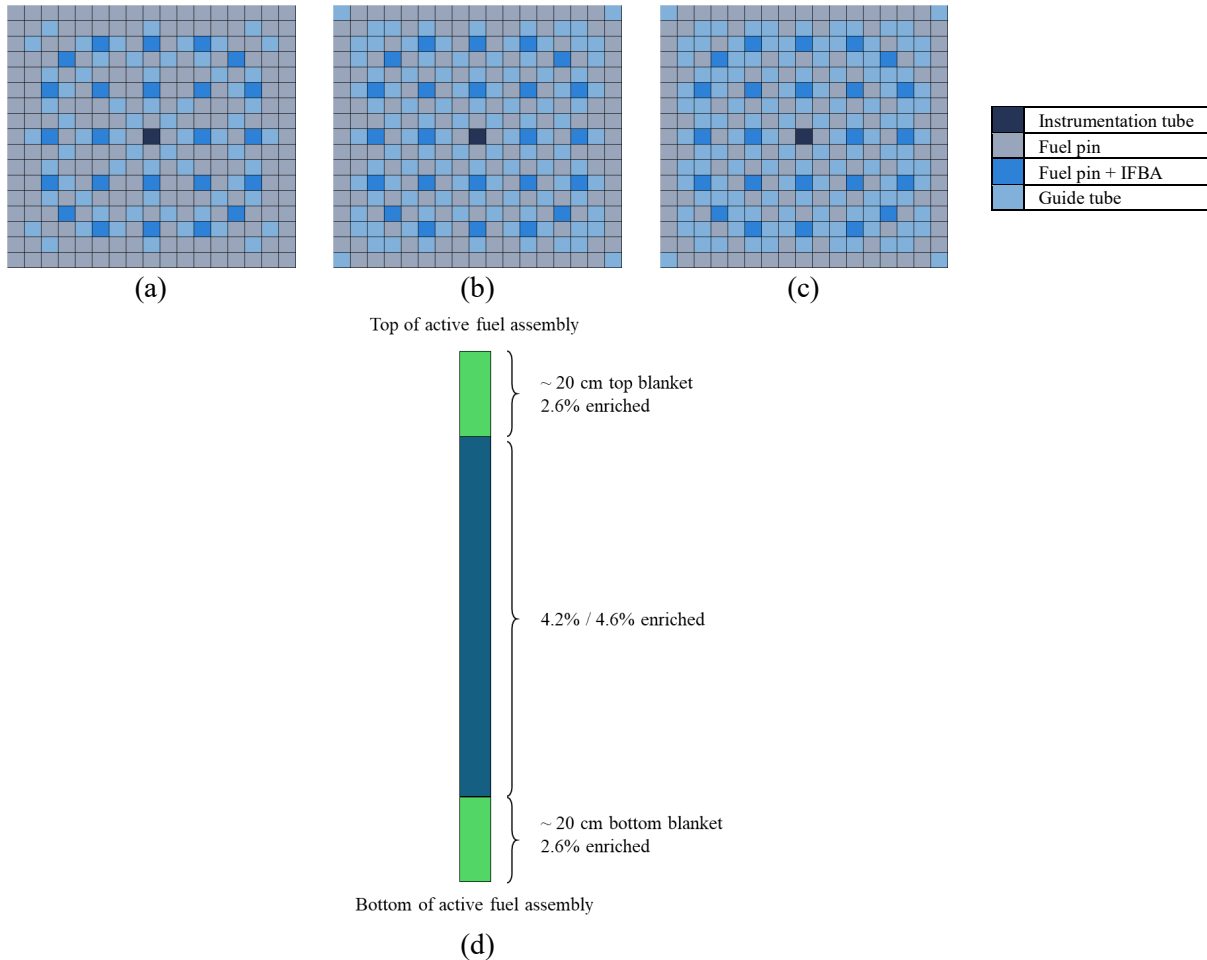 Instrumentation tube
Fuel pin
Fuel pin + IFBA
Guide tube
(a)
(b)
(c)
Top of active fuel assembly
~ 20 cm top blanket
2.6% enriched
4.2% / 4.6% enriched
~ 20 cm bottom blanket
2.6% enriched
Bottom of active fuel assembly
(d)